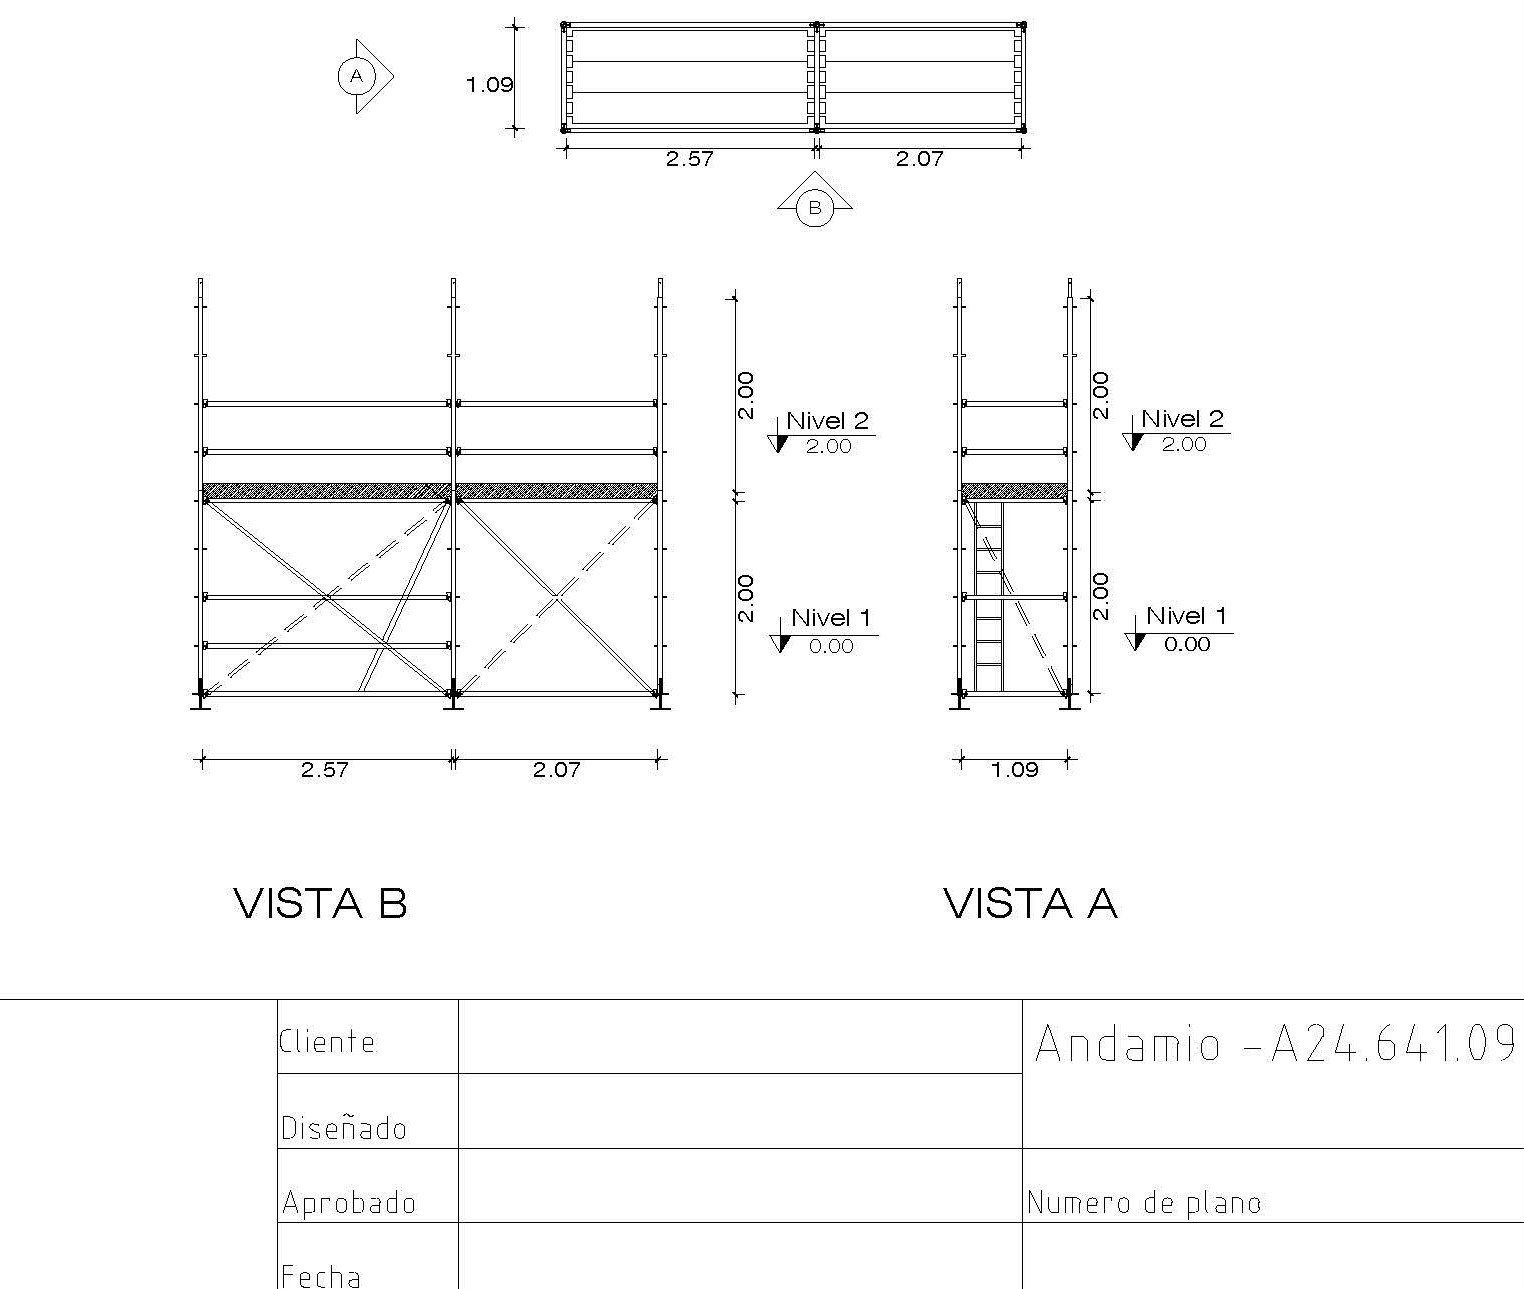 A
1.09
2.57
2.07
B
2.00
Nivel 2
2.00
2.00
Nivel 1
0.00
2.57
2.07
2.00
Nivel 2
2.00
2.00
Nivel 1
0.00
1.09
VISTA B
VISTA A
Cliente
Andamio -A24.641.09
Diseñado
Aprobado
Numero de plano
Fecha